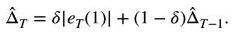 Δ̂_T = δ|e_T(1)| + (1 − δ)Δ̂_{T−1}.